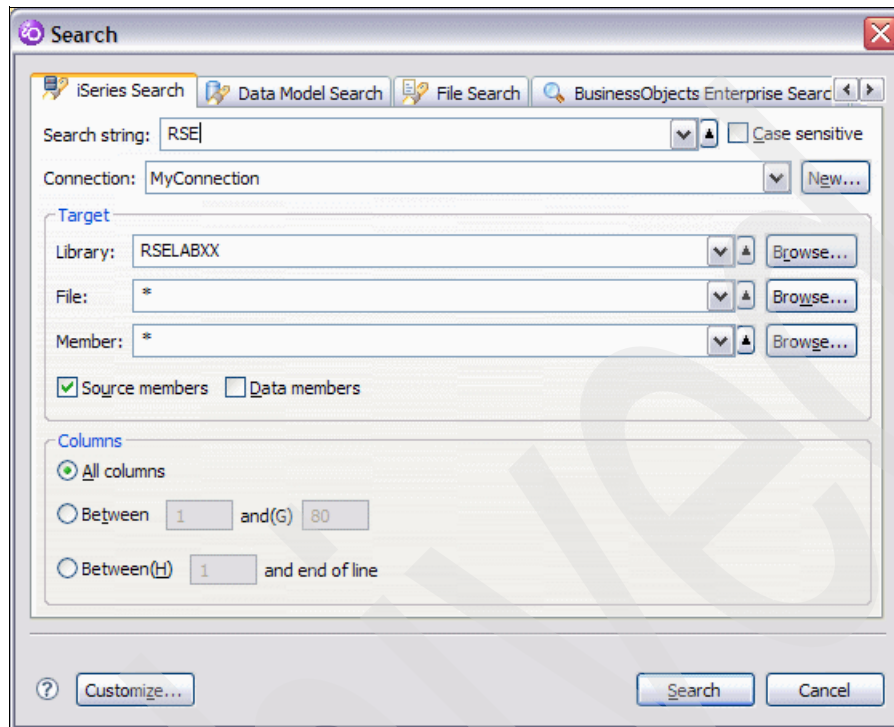 Search
iSeries Search Data Model Search File Search BusinessObjects Enterprise Searc
Search string: RSE Case sensitive
Connection: MyConnection New...
Target
Library: RSELABXX Browse...
File: * Browse...
Member: * Browse...
Source members Data members
Columns
All columns
Between 1 and(G) 80
Between(H) 1 and end of line
? Customize... Search Cancel